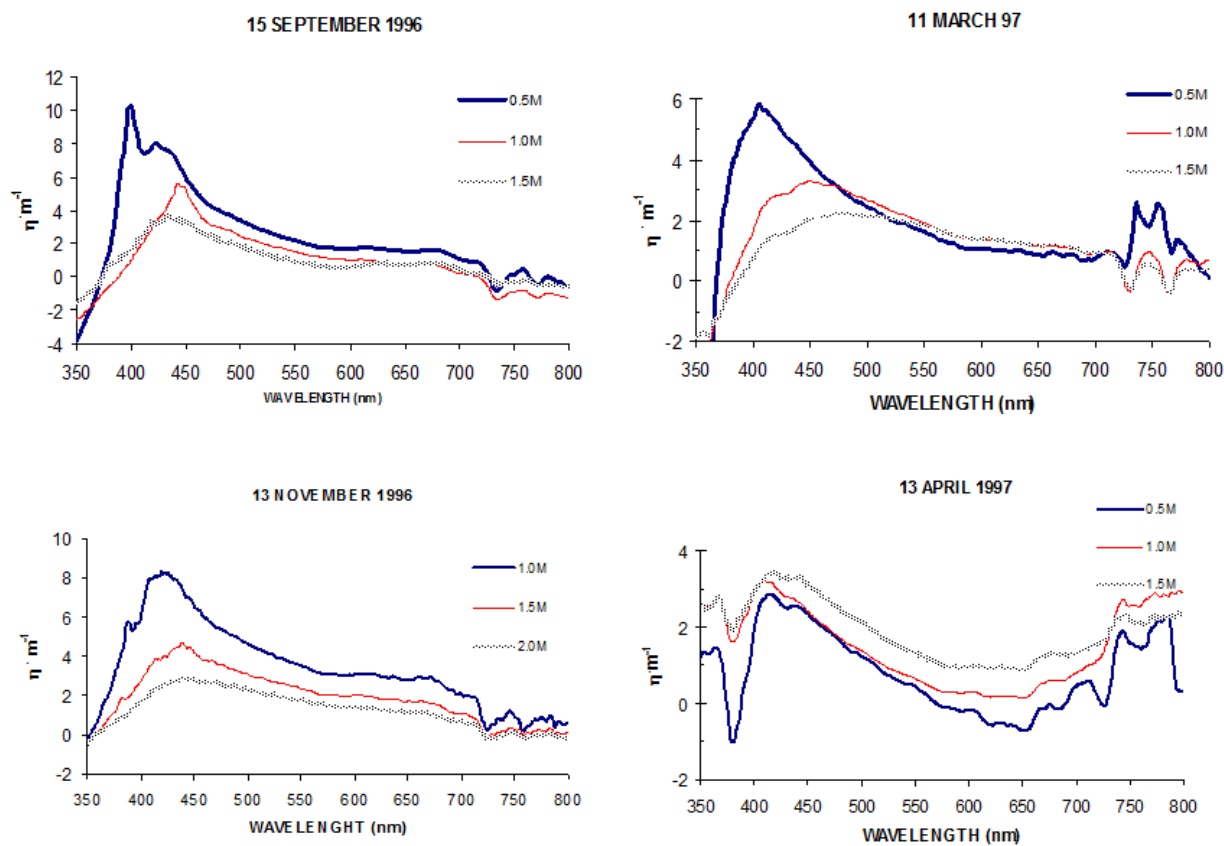 15 SEPTEMBER 1996
12
10
8
6
4
2
0
-2
-4
η m-1
0.5M
1.0M
1.5M
350 400 450 500 550 600 650 700 750 800
WAVELENGTH (nm)
11 MARCH 97
6
4
2
0
-2
η m-1
0.5M
1.0M
1.5M
350 400 450 500 550 600 650 700 750 800
WAVELENGTH (nm)
13 NOVEMBER 1996
10
8
6
4
2
0
-2
η m-1
1.0M
1.5M
2.0M
350 400 450 500 550 600 650 700 750 800
WAVELENGHT (nm)
13 APRIL 1997
4
2
0
-2
η m-1
0.5M
1.0M
1.5M
350 400 450 500 550 600 650 700 750 800
WAVELENGTH (nm)